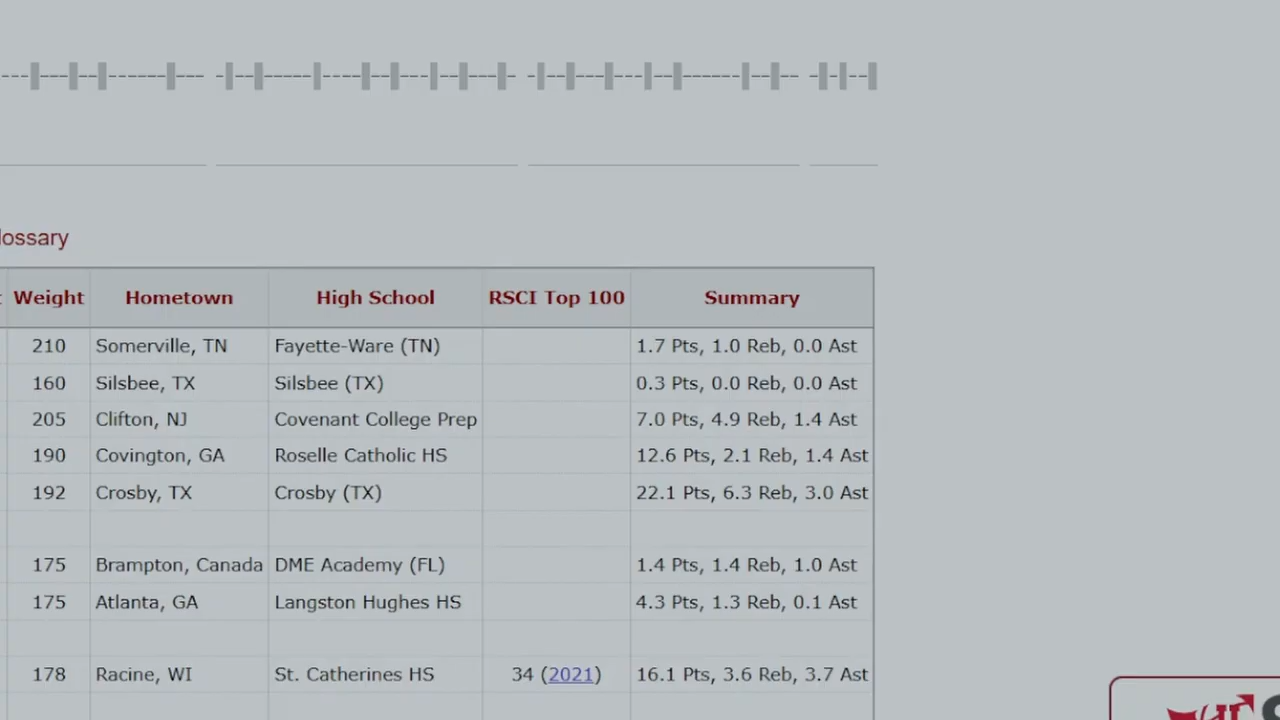 lossary
Weight Hometown High School RSCI Top 100 Summary
210 Somerville, TN Fayette-Ware (TN) 1.7 Pts, 1.0 Reb, 0.0 Ast
160 Silsbee, TX Silsbee (TX) 0.3 Pts, 0.0 Reb, 0.0 Ast
205 Clifton, NJ Covenant College Prep 7.0 Pts, 4.9 Reb, 1.4 Ast
190 Covington, GA Roselle Catholic HS 12.6 Pts, 2.1 Reb, 1.4 Ast
192 Crosby, TX Crosby (TX) 22.1 Pts, 6.3 Reb, 3.0 Ast
175 Brampton, Canada DME Academy (FL) 1.4 Pts, 1.4 Reb, 1.0 Ast
175 Atlanta, GA Langston Hughes HS 4.3 Pts, 1.3 Reb, 0.1 Ast
178 Racine, WI St. Catherines HS 34 (2021) 16.1 Pts, 3.6 Reb, 3.7 Ast